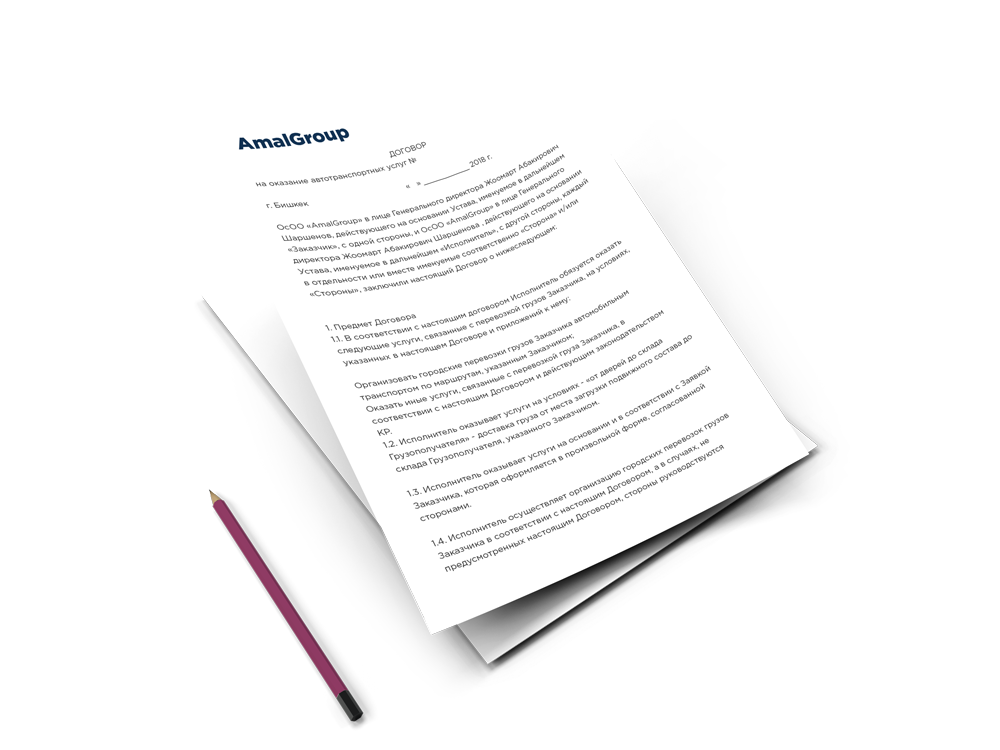 AmalGroup
ДОГОВОР
на оказание автотранспортных услуг №
« » __________ 2018 г.
г. Бишкек
ОсОО «AmalGroup» в лице Генерального директора Жоомарт Абакирович
Шаршенов, действующего на основании Устава, именуемое в дальнейшем
«Заказчик», с одной стороны, и ОсОО «AmalGroup» в лице Генерального
директора Жоомарт Абакирович Шаршенова , действующего на основании
Устава, именуемое в дальнейшем «Исполнитель», с другой стороны, каждый
в отдельности или вместе именуемые соответственно «Сторона» и/или
«Стороны», заключили настоящий Договор о нижеследующем:
1. Предмет Договора
1.1. В соответствии с настоящим договором Исполнитель обязуется оказать
следующие услуги, связанные с перевозкой грузов Заказчика, на условиях,
указанных в настоящем Договоре и приложений к нему:
Организовать городские перевозки грузов Заказчика автомобильным
транспортом по маршрутам, указанным Заказчиком;
Оказать иные услуги, связанные с перевозкой груза Заказчика, в
соответствии с настоящим Договором и действующим законодательством
КР.
1.2. Исполнитель оказывает услуги на условиях - «от дверей до склада
Грузополучателя» - доставка груза от места загрузки подвижного состава до
склада Грузополучателя, указанного Заказчиком.
1.3. Исполнитель оказывает услуги на основании и в соответствии с Заявкой
Заказчика, которая оформляется в произвольной форме, согласованной
сторонами.
1.4. Исполнитель осуществляет организацию городских перевозок грузов
Заказчика в соответствии с настоящим Договором, а в случаях, не
предусмотренных настоящим Договором, стороны руководствуются